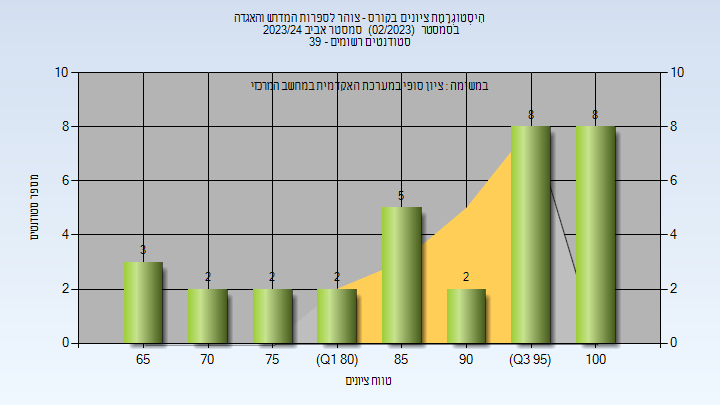 הִיסְטוֹגְרָמַת ציונים בקורס - צוהר לספרות המדרש והאגדה
בסמסטר (02/2023) סמסטר אביב 2023/24
סטודנטים רשומים - 39
במשימה : ציון סופי במערכת האקדמית במחשב המרכזי
10 10
8 8
6 6
4 4
2 2
0 0
3 2 2 2 5 2 8 8
מספר סטודנטים
65 70 75 (Q1 80) 85 90 (Q3 95) 100
טווח ציונים